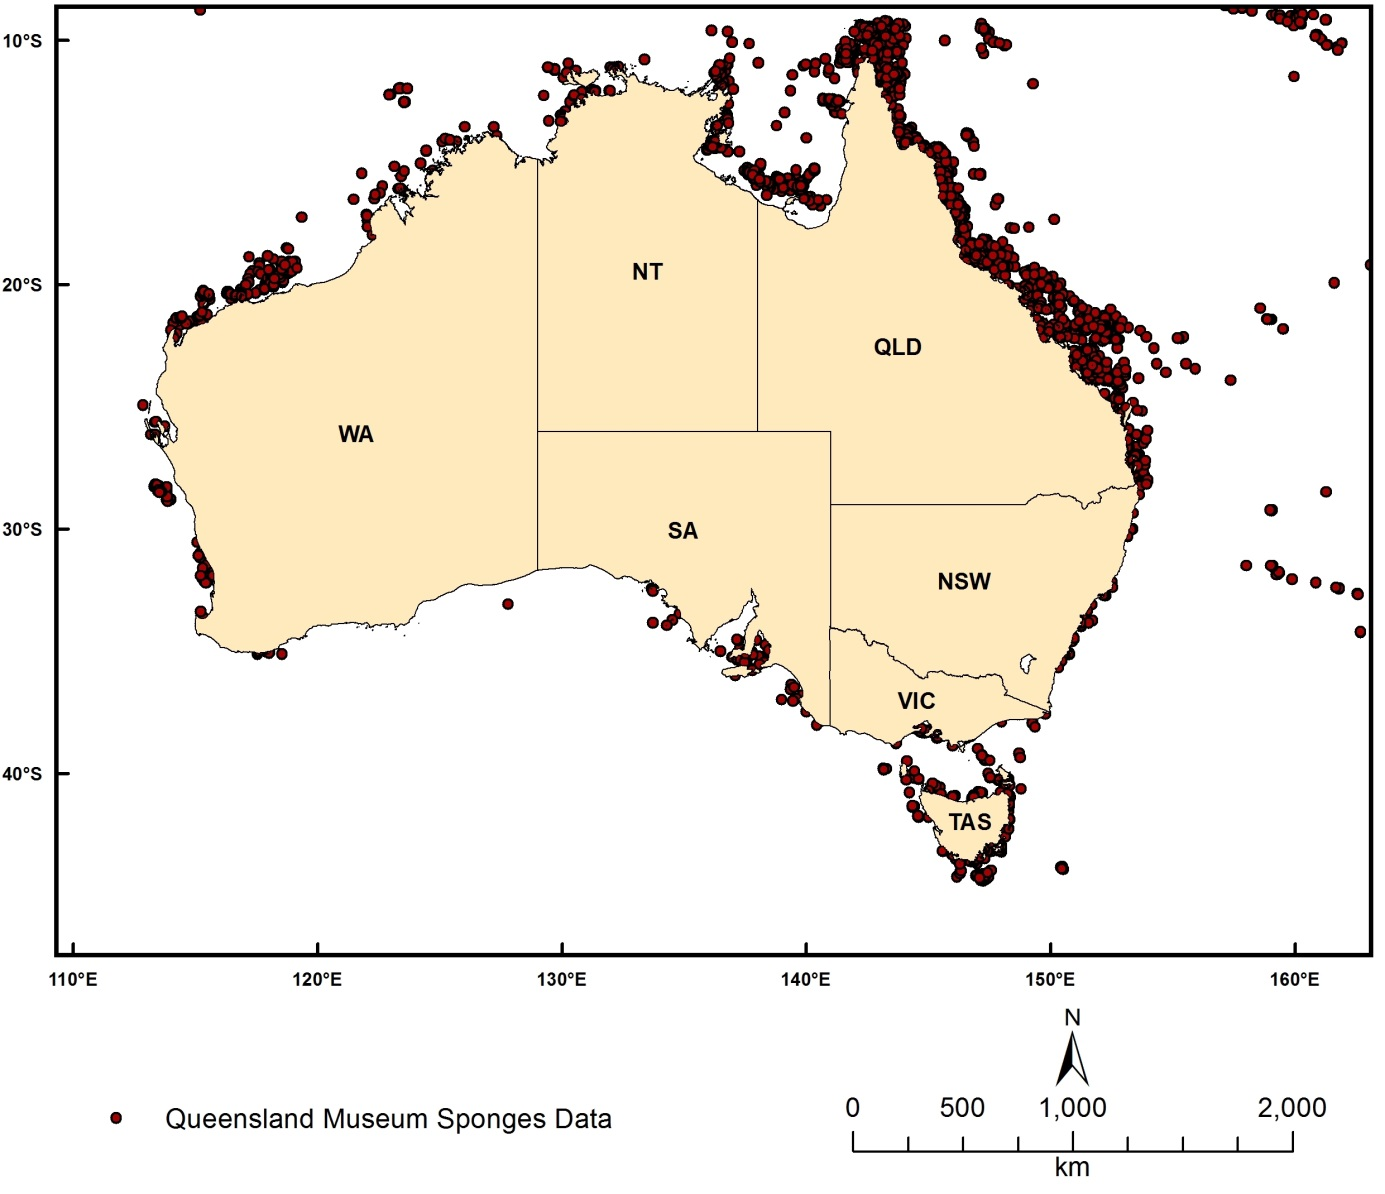 10°S
20°S
30°S
40°S
NT
QLD
WA
SA
NSW
VIC
TAS
110°E 120°E 130°E 140°E 150°E 160°E
N
Queensland Museum Sponges Data
0 500 1,000 2,000
km